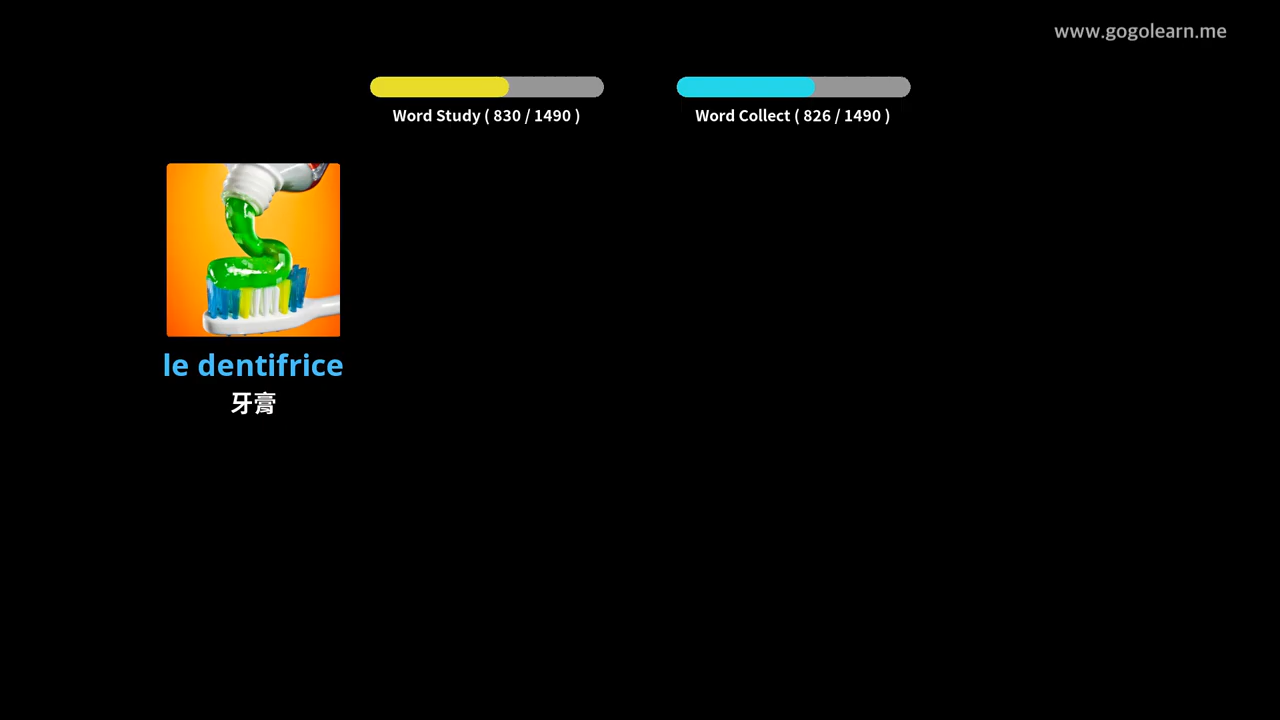 www.gogolearn.me
Word Study ( 830 / 1490 )
Word Collect ( 826 / 1490 )
le dentifrice
牙膏